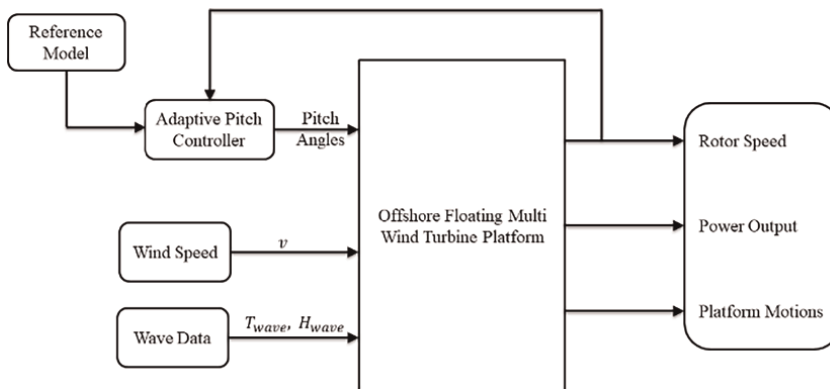 Reference
Model
Adaptive Pitch
Controller
Pitch
Angles
Wind Speed
v
Wave Data
T_wave, H_wave
Offshore Floating Multi
Wind Turbine Platform
Rotor Speed
Power Output
Platform Motions